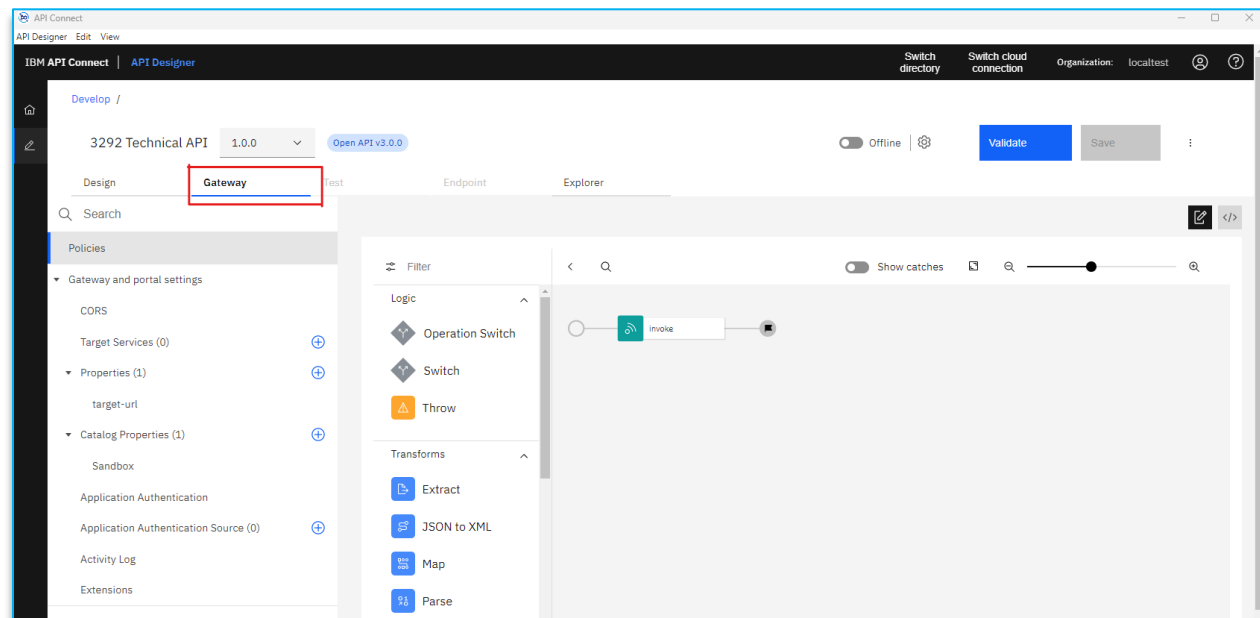 API Connect
API Designer Edit View
IBM API Connect | API Designer
Switch directory
Switch cloud connection
Organization: localtest
Develop /
3292 Technical API 1.0.0 Open API v3.0.0
Offline
Validate
Save
Design Gateway Test Endpoint Explorer
Search
Policies
Gateway and portal settings
CORS
Target Services (0)
Properties (1)
target-url
Catalog Properties (1)
Sandbox
Application Authentication
Application Authentication Source (0)
Activity Log
Extensions
Filter
Logic
Operation Switch
Switch
Throw
Transforms
Extract
JSON to XML
Map
Parse
Show catches
invoke